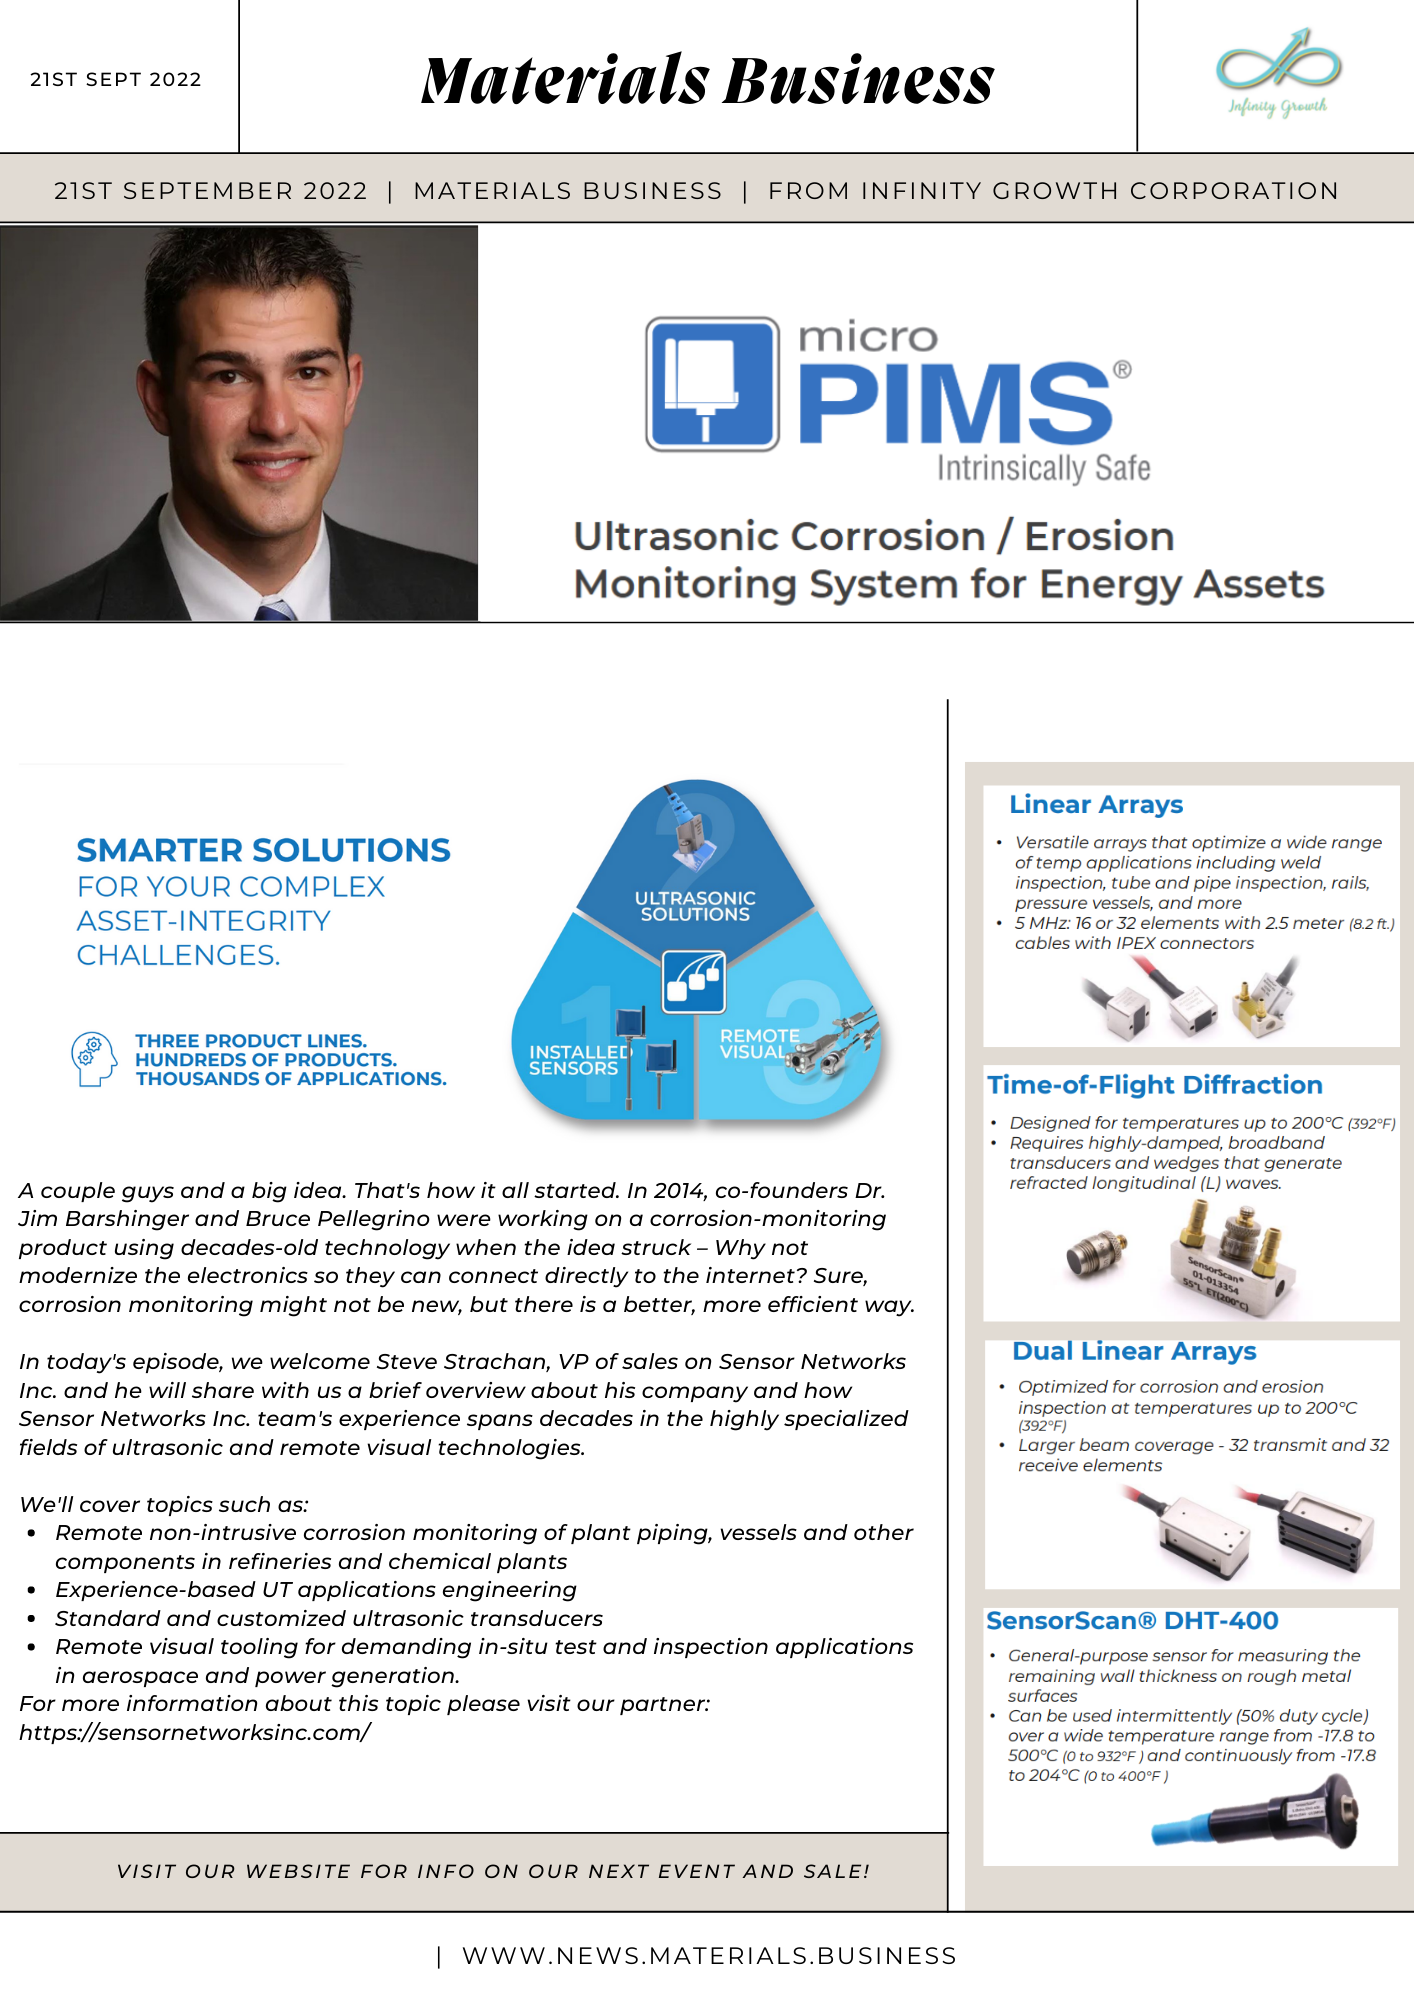 21ST SEPT 2022
Materials Business
Infinity Growth
21ST SEPTEMBER 2022 | MATERIALS BUSINESS | FROM INFINITY GROWTH CORPORATION
micro
PIMS®
Intrinsically Safe
Ultrasonic Corrosion / Erosion
Monitoring System for Energy Assets
SMARTER SOLUTIONS
FOR YOUR COMPLEX
ASSET-INTEGRITY
CHALLENGES.
THREE PRODUCT LINES.
HUNDREDS OF PRODUCTS.
THOUSANDS OF APPLICATIONS.
2
ULTRASONIC
SOLUTIONS
1
INSTALLED
SENSORS
3
REMOTE
VISUAL
A couple guys and a big idea. That's how it all started. In 2014, co-founders Dr.
Jim Barshinger and Bruce Pellegrino were working on a corrosion-monitoring
product using decades-old technology when the idea struck – Why not
modernize the electronics so they can connect directly to the internet? Sure,
corrosion monitoring might not be new, but there is a better, more efficient way.
In today's episode, we welcome Steve Strachan, VP of sales on Sensor Networks
Inc. and he will share with us a brief overview about his company and how
Sensor Networks Inc. team's experience spans decades in the highly specialized
fields of ultrasonic and remote visual technologies.
We'll cover topics such as:
• Remote non-intrusive corrosion monitoring of plant piping, vessels and other
components in refineries and chemical plants
• Experience-based UT applications engineering
• Standard and customized ultrasonic transducers
• Remote visual tooling for demanding in-situ test and inspection applications
in aerospace and power generation.
For more information about this topic please visit our partner:
https://sensornetworksinc.com/
Linear Arrays
• Versatile arrays that optimize a wide range
of temp applications including weld
inspection, tube and pipe inspection, rails,
pressure vessels, and more
• 5 MHz: 16 or 32 elements with 2.5 meter (8.2 ft.)
cables with IPEX connectors
Time-of-Flight Diffraction
• Designed for temperatures up to 200°C (392°F)
• Requires highly-damped, broadband
transducers and wedges that generate
refracted longitudinal (L) waves.
SensorScan®
01-013354
55°L ET(200°C)
Dual Linear Arrays
• Optimized for corrosion and erosion
inspection at temperatures up to 200°C
(392°F)
• Larger beam coverage - 32 transmit and 32
receive elements
SensorScan® DHT-400
• General-purpose sensor for measuring the
remaining wall thickness on rough metal
surfaces
• Can be used intermittently (50% duty cycle)
over a wide temperature range from -17.8 to
500°C (0 to 932°F ) and continuously from -17.8
to 204°C (0 to 400°F )
VISIT OUR WEBSITE FOR INFO ON OUR NEXT EVENT AND SALE!
| WWW.NEWS.MATERIALS.BUSINESS